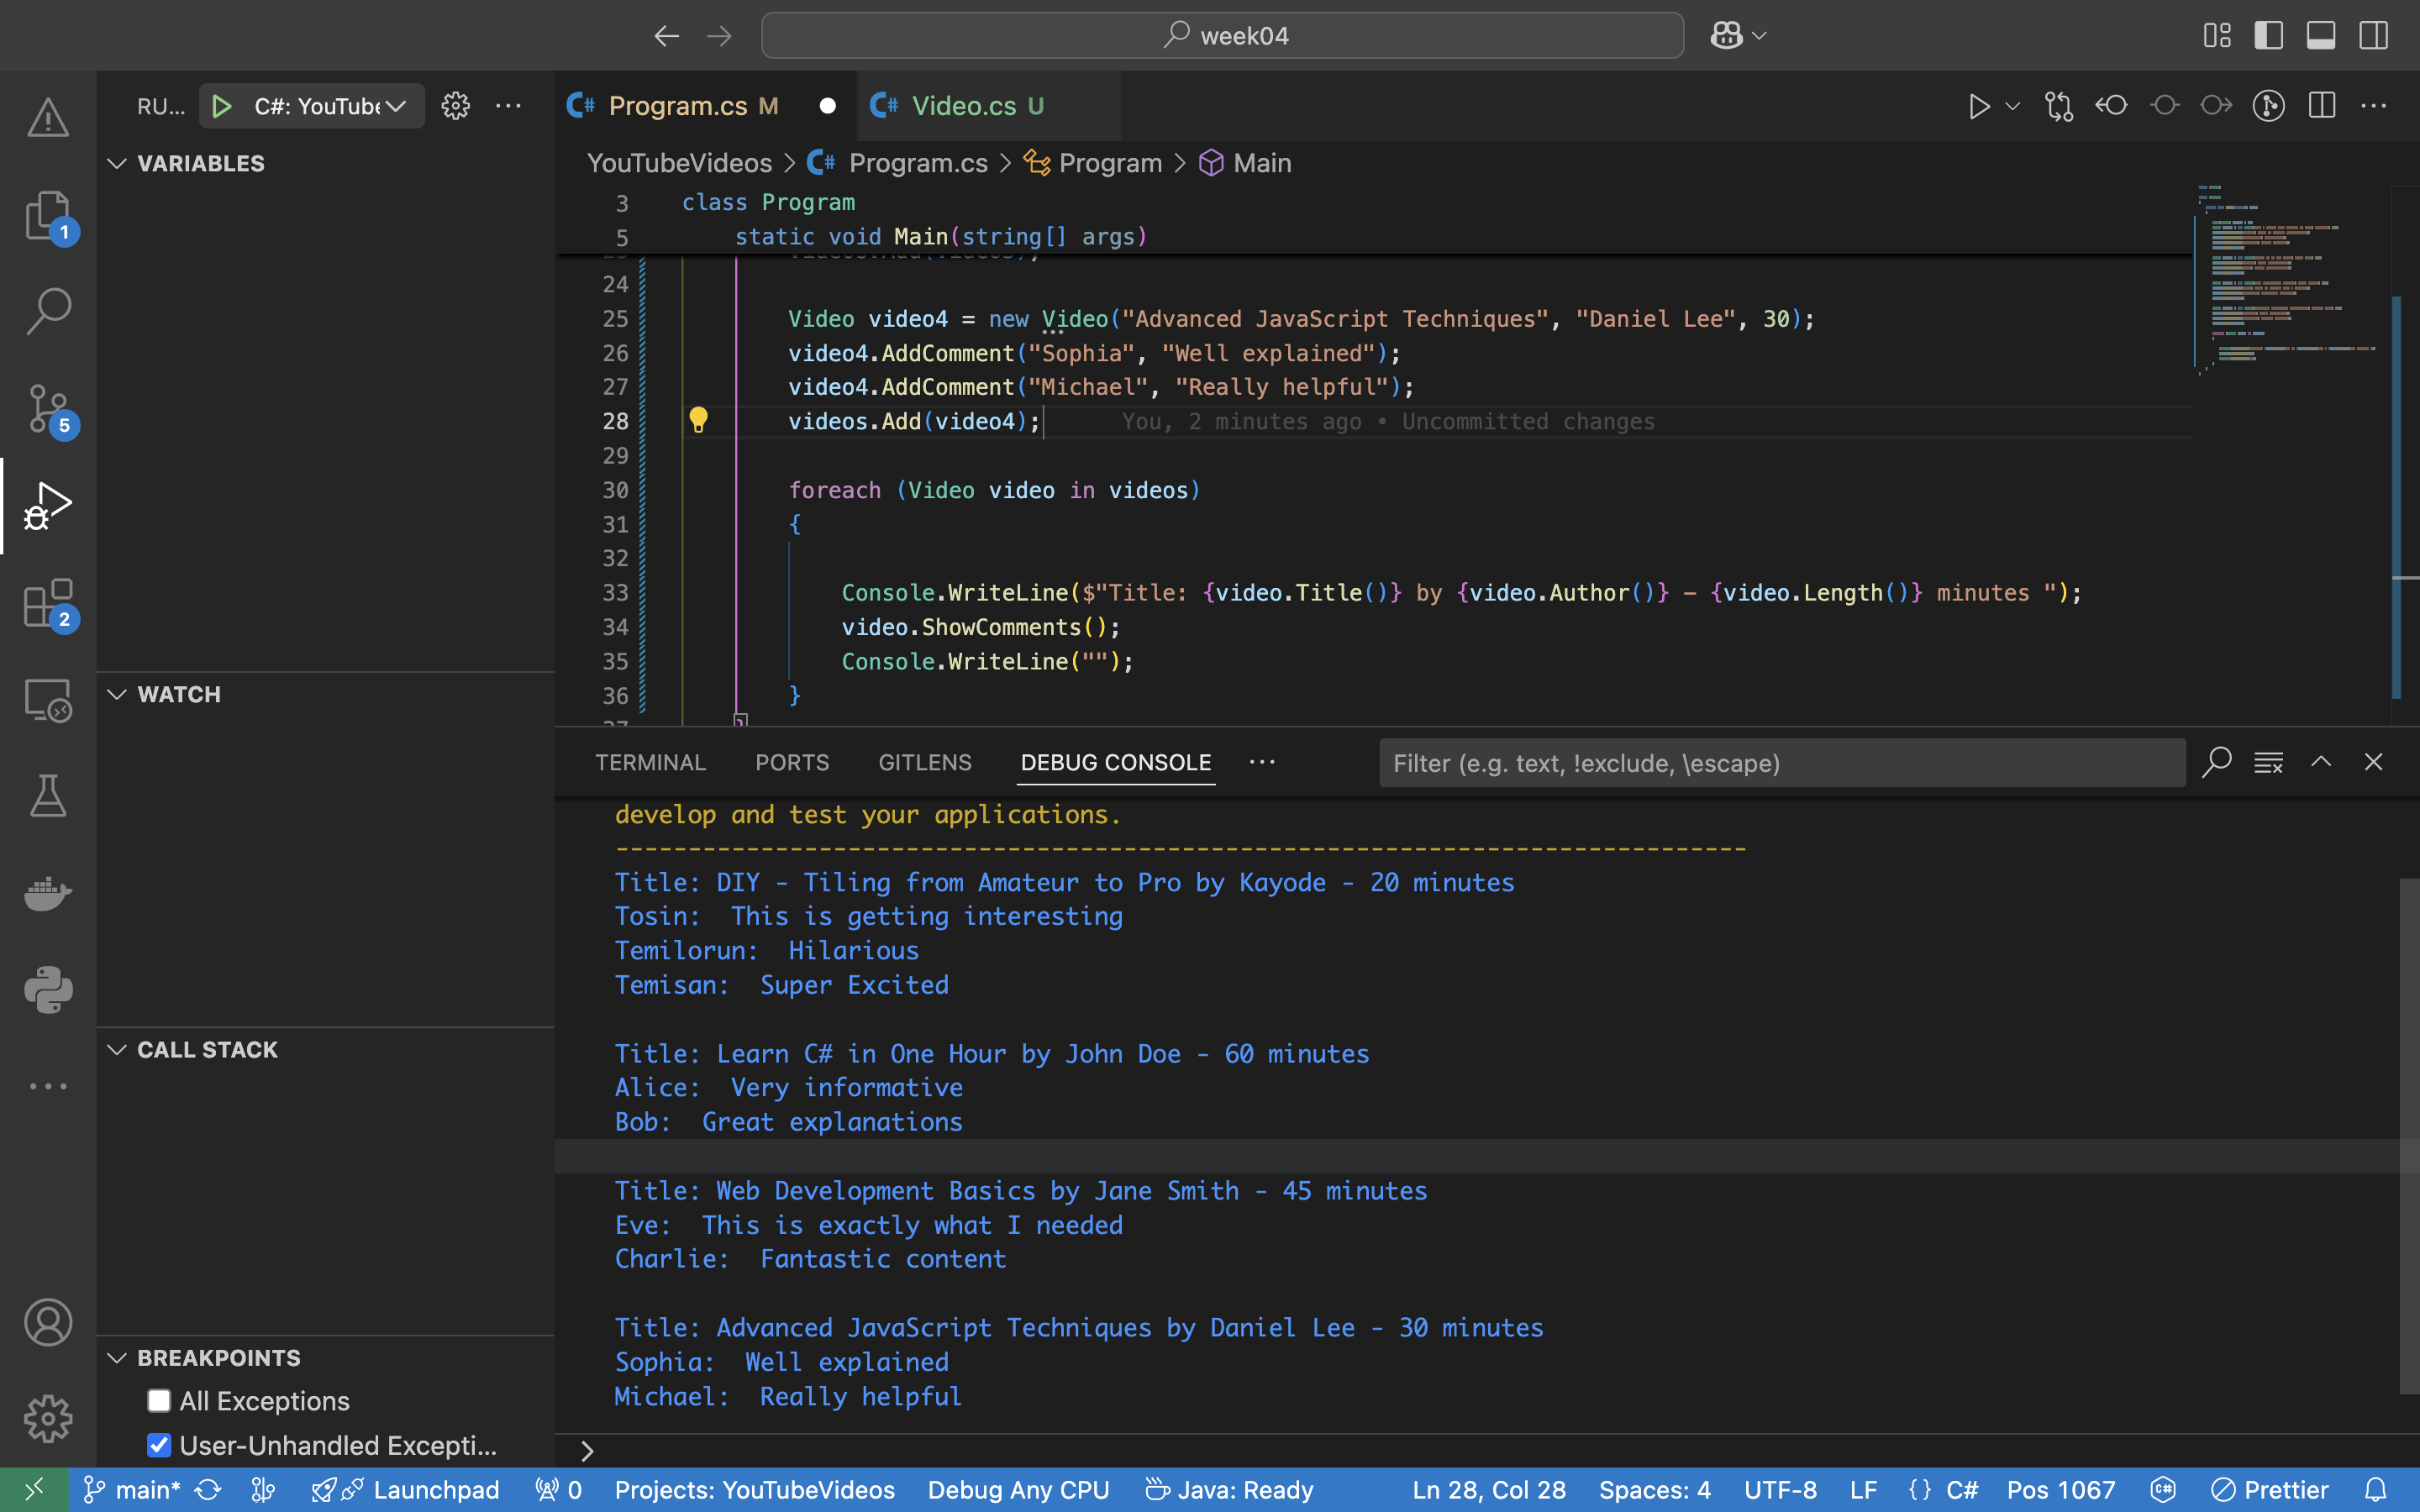 week04
RU... C#: YouTube
Program.cs M
Video.cs U
VARIABLES
YouTubeVideos > Program.cs > Program > Main
3 class Program
5 static void Main(string[] args)
24
25 Video video4 = new Video("Advanced JavaScript Techniques", "Daniel Lee", 30);
26 video4.AddComment("Sophia", "Well explained");
27 video4.AddComment("Michael", "Really helpful");
28 videos.Add(video4); You, 2 minutes ago • Uncommitted changes
29
30 foreach (Video video in videos)
31 {
32
33 Console.WriteLine($"Title: {video.Title()} by {video.Author()} - {video.Length()} minutes ");
34 video.ShowComments();
35 Console.WriteLine("");
36 }
1
5
2
WATCH
CALL STACK
BREAKPOINTS
All Exceptions
User-Unhandled Excepti...
TERMINAL PORTS GITLENS DEBUG CONSOLE
Filter (e.g. text, !exclude, \escape)
develop and test your applications.
------------------------------------------------------------------------------
Title: DIY - Tiling from Amateur to Pro by Kayode - 20 minutes
Tosin:  This is getting interesting
Temilorun:  Hilarious
Temisan:  Super Excited
Title: Learn C# in One Hour by John Doe - 60 minutes
Alice:  Very informative
Bob:  Great explanations
Title: Web Development Basics by Jane Smith - 45 minutes
Eve:  This is exactly what I needed
Charlie:  Fantastic content
Title: Advanced JavaScript Techniques by Daniel Lee - 30 minutes
Sophia:  Well explained
Michael:  Really helpful
main* Launchpad 0 Projects: YouTubeVideos Debug Any CPU Java: Ready Ln 28, Col 28 Spaces: 4 UTF-8 LF {} C# Pos 1067 Prettier